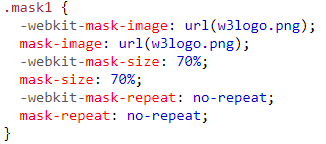 .mask1 {
  -webkit-mask-image: url(w3logo.png);
  mask-image: url(w3logo.png);
  -webkit-mask-size: 70%;
  mask-size: 70%;
  -webkit-mask-repeat: no-repeat;
  mask-repeat: no-repeat;
}